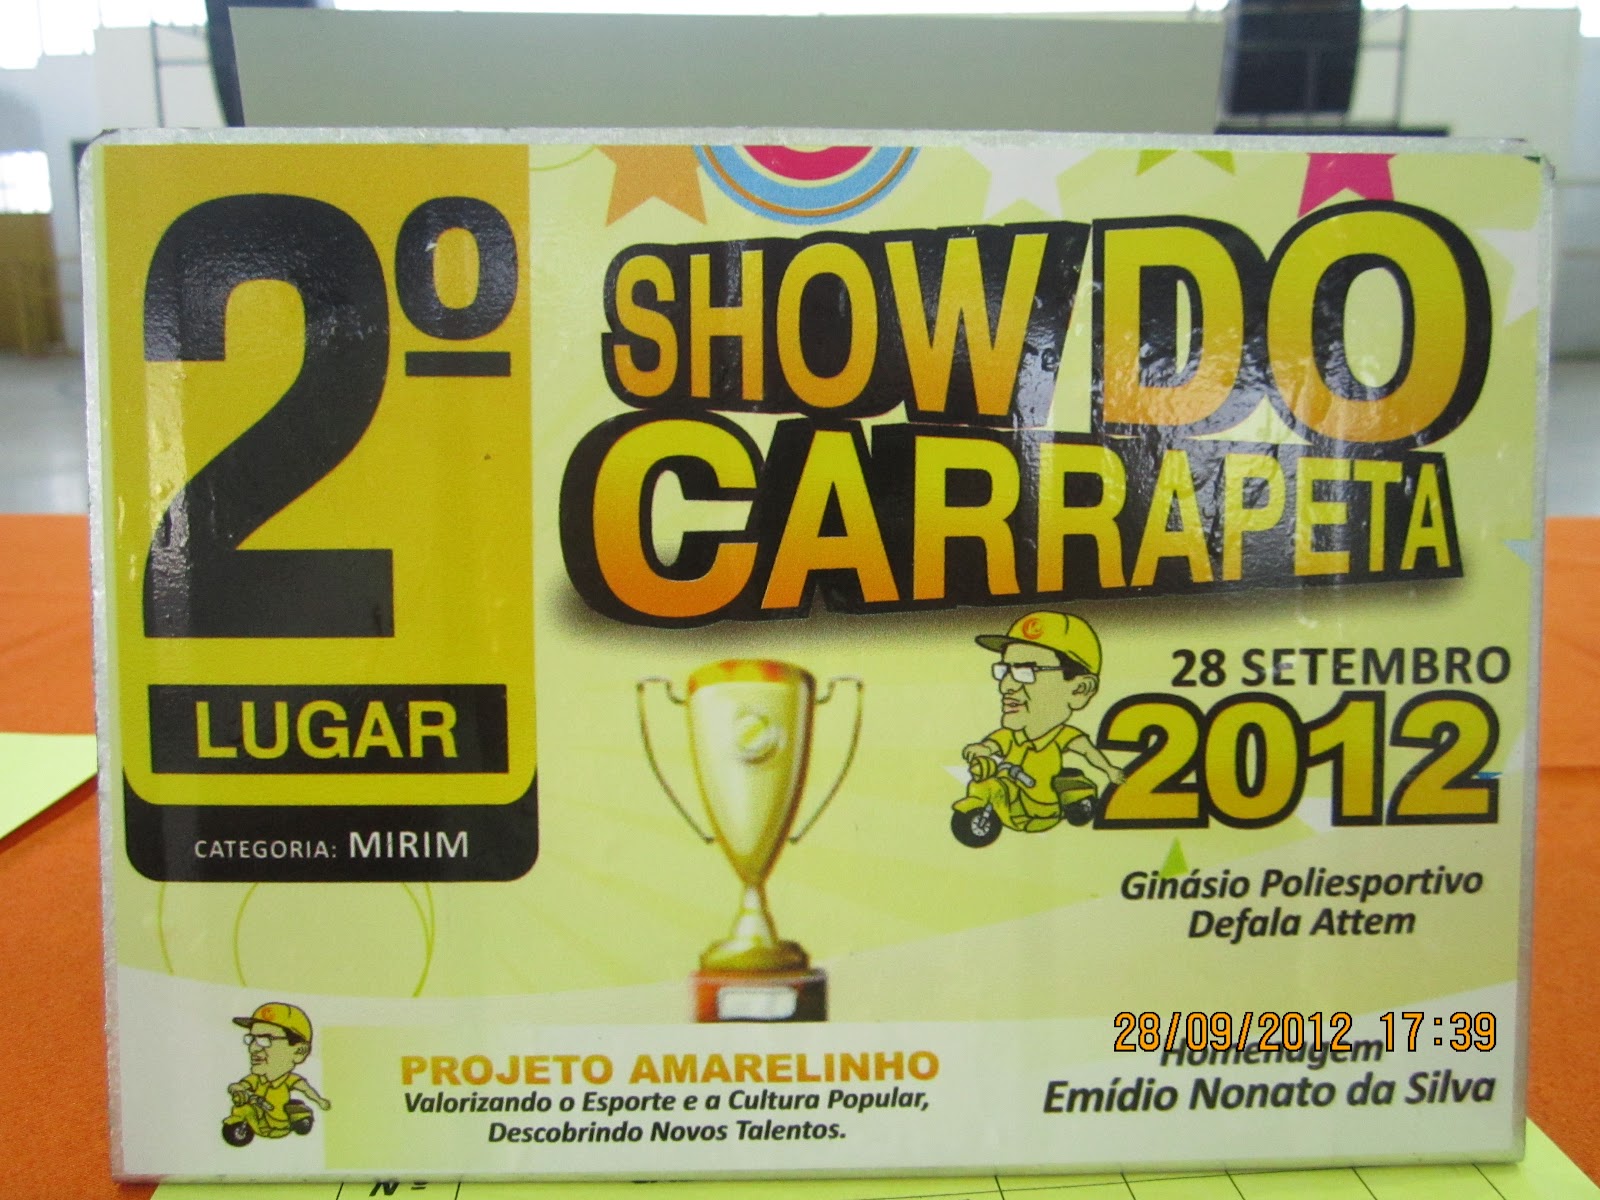 2º
LUGAR
CATEGORIA: MIRIM
SHOW DO
CARRAPETA
28 SETEMBRO
2012
Ginásio Poliesportivo
Defala Attem
28/09/2012 17:39
Homenagem
Emídio Nonato da Silva
PROJETO AMARELINHO
Valorizando o Esporte e a Cultura Popular,
Descobrindo Novos Talentos.
Nº